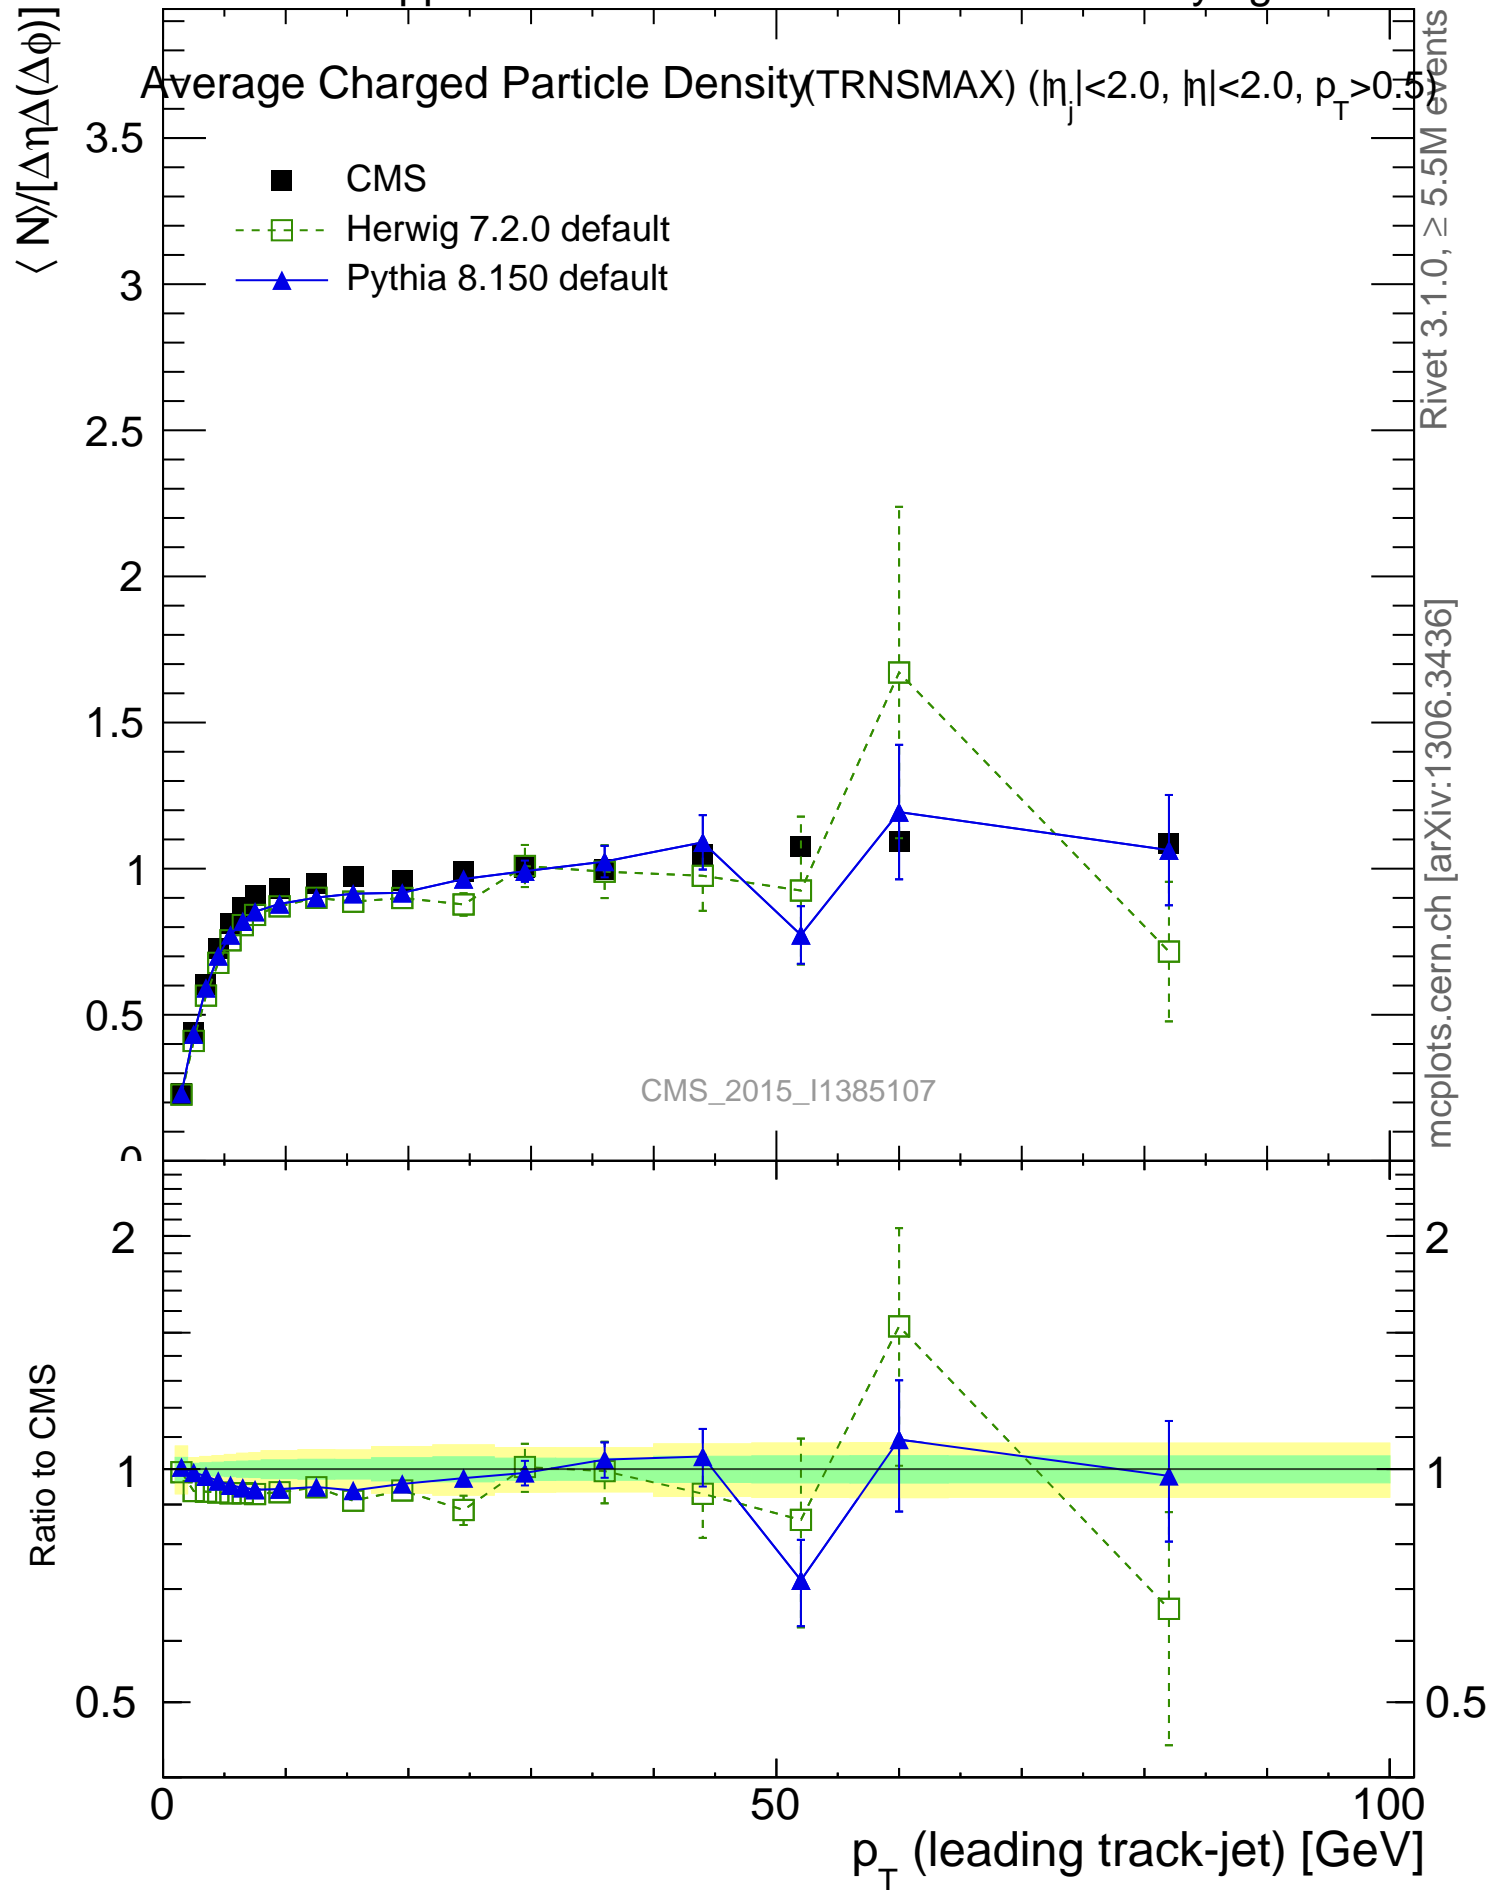 Average Charged Particle Density (TRNSMAX) (|η_j|<2.0, |η|<2.0, p_T>0.5)
⟨ N⟩/[ΔηΔ(Δϕ)]
CMS
Herwig 7.2.0 default
Pythia 8.150 default
3.5
3
2.5
2
1.5
1
0.5
0
CMS_2015_I1385107
Rivet 3.1.0, ≥ 5.5M events
mcplots.cern.ch [arXiv:1306.3436]
Ratio to CMS
2
1
0.5
2
1
0.5
0
50
100
p_T (leading track-jet) [GeV]